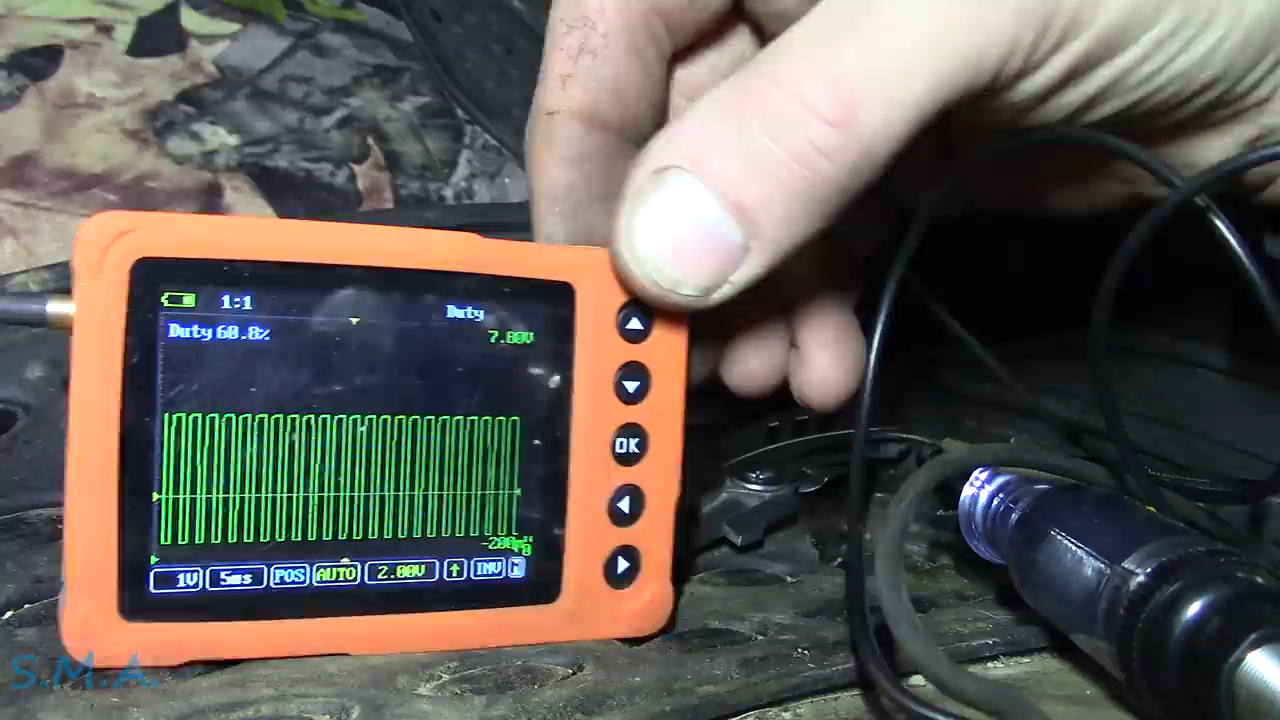 1:1
Duty
Duty 60.8%
7.80V
OK
1V 5ms POS AUTO 2.00V ↑ INV
S.M.A.